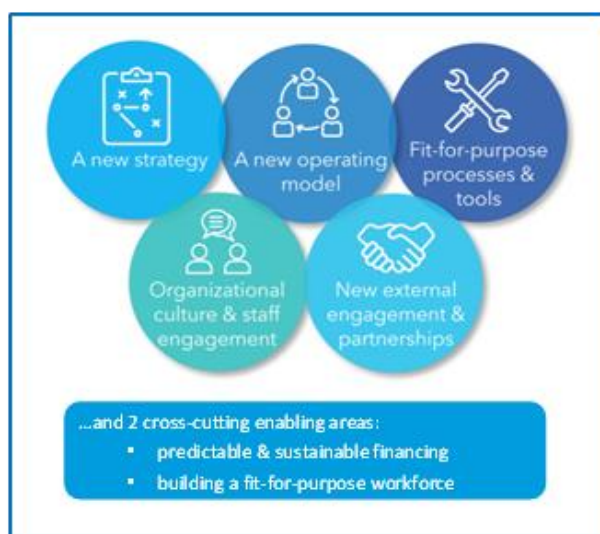 A new strategy
A new operating
model
Fit-for-purpose
processes &
tools
Organizational
culture & staff
engagement
New external
engagement &
partnerships
...and 2 cross-cutting enabling areas:
▪ predictable & sustainable financing
▪ building a fit-for-purpose workforce